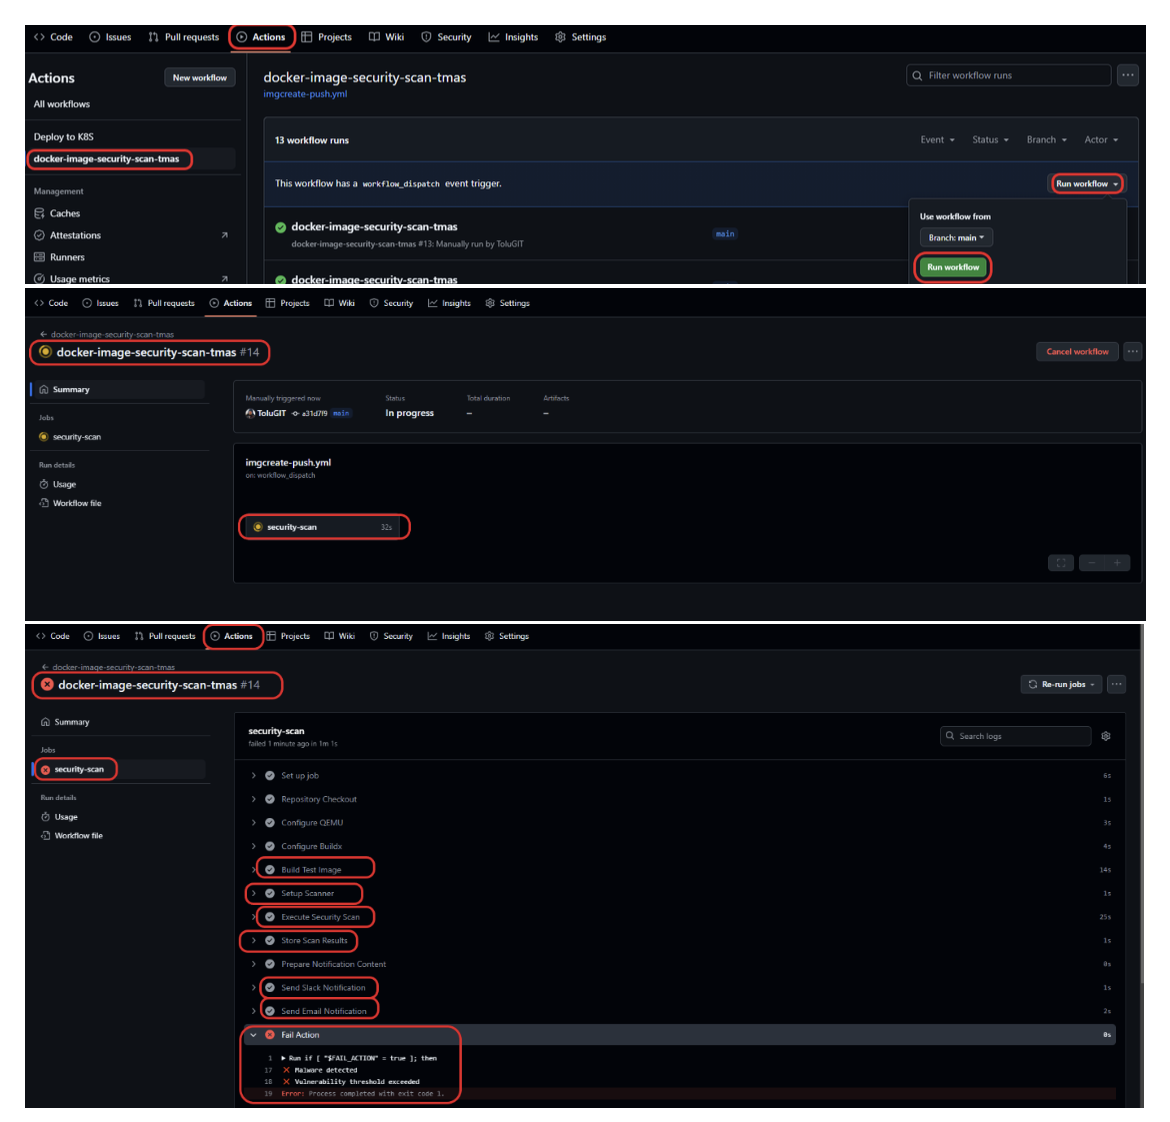 Code Issues Pull requests Actions Projects Wiki Security Insights Settings
Actions
New workflow
docker-image-security-scan-tmas
imgcreate-push.yml
Filter workflow runs
All workflows
Deploy to K8S
docker-image-security-scan-tmas
13 workflow runs
Event Status Branch Actor
This workflow has a workflow_dispatch event trigger.
Run workflow
Management
Caches
Attestations
Runners
Usage metrics
docker-image-security-scan-tmas
docker-image-security-scan-tmas #13: Manually run by ToluGIT
main
docker-image-security-scan-tmas
Use workflow from
Branch: main
Run workflow
Code Issues Pull requests Actions Projects Wiki Security Insights Settings
docker-image-security-scan-tmas
docker-image-security-scan-tmas #14
Cancel workflow
Summary
Jobs
security-scan
Run details
Usage
Workflow file
Manually triggered now
ToluGIT a31d7f9 main
Status
In progress
Total duration
–
Artifacts
–
imgcreate-push.yml
on: workflow_dispatch
security-scan 32s
Code Issues Pull requests Actions Projects Wiki Security Insights Settings
docker-image-security-scan-tmas
docker-image-security-scan-tmas #14
Re-run jobs
Summary
Jobs
security-scan
Run details
Usage
Workflow file
security-scan
failed 1 minute ago in 1m 1s
Search logs
Set up job 6s
Repository Checkout 1s
Configure QEMU 3s
Configure Buildx 4s
Build Test Image 14s
Setup Scanner 1s
Execute Security Scan 25s
Store Scan Results 1s
Prepare Notification Content 0s
Send Slack Notification 1s
Send Email Notification 2s
Fail Action 0s
1 Run if [ "$FAIL_ACTION" = true ]; then
17 Malware detected
18 Vulnerability threshold exceeded
19 Error: Process completed with exit code 1.